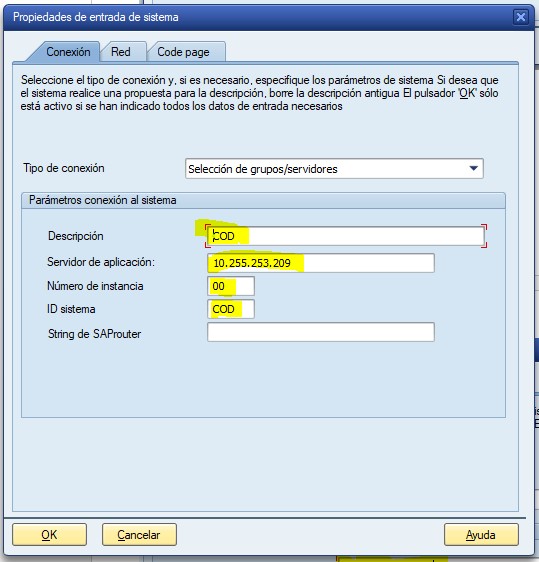 Propiedades de entrada de sistema
Conexión Red Code page
Seleccione el tipo de conexión y, si es necesario, especifique los parámetros de sistema Si desea que
el sistema realice una propuesta para la descripción, borre la descripción antigua El pulsador 'OK' sólo
está activo si se han indicado todos los datos de entrada necesarios
Tipo de conexión Selección de grupos/servidores
Parámetros conexión al sistema
Descripción COD
Servidor de aplicación: 10.255.253.209
Número de instancia 00
ID sistema COD
String de SAProuter
OK Cancelar Ayuda